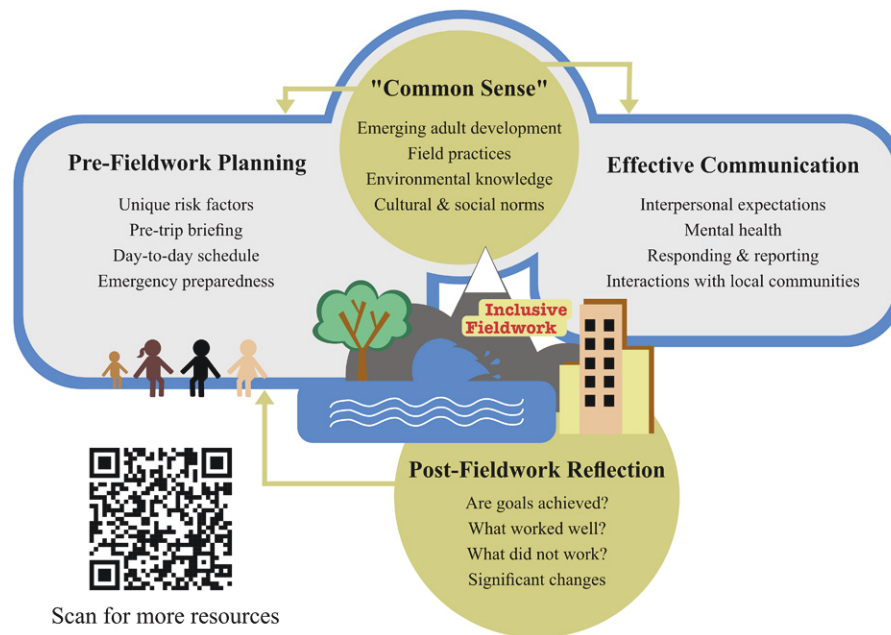 "Common Sense"
Emerging adult development
Field practices
Environmental knowledge
Cultural & social norms
Pre-Fieldwork Planning
Unique risk factors
Pre-trip briefing
Day-to-day schedule
Emergency preparedness
Effective Communication
Interpersonal expectations
Mental health
Responding & reporting
Interactions with local communities
Inclusive
Fieldwork
Post-Fieldwork Reflection
Are goals achieved?
What worked well?
What did not work?
Significant changes
Scan for more resources